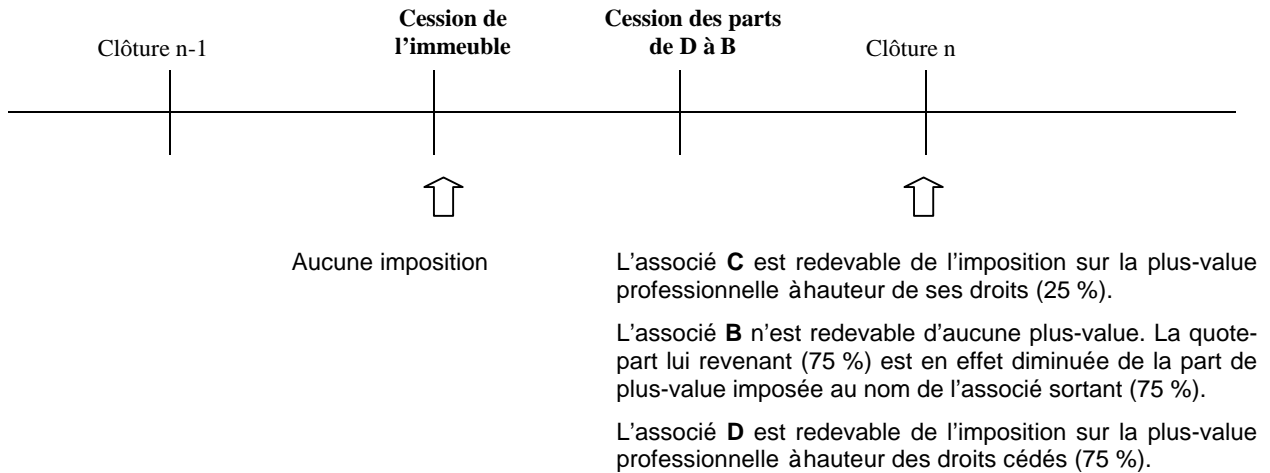 Cession de
l’immeuble
Cession des parts
de D à B
Clôture n-1
Clôture n
Aucune imposition
L’associé C est redevable de l’imposition sur la plus-value
professionnelle àhauteur de ses droits (25 %).
L’associé B n’est redevable d’aucune plus-value. La quote-
part lui revenant (75 %) est en effet diminuée de la part de
plus-value imposée au nom de l’associé sortant (75 %).
L’associé D est redevable de l’imposition sur la plus-value
professionnelle àhauteur des droits cédés (75 %).